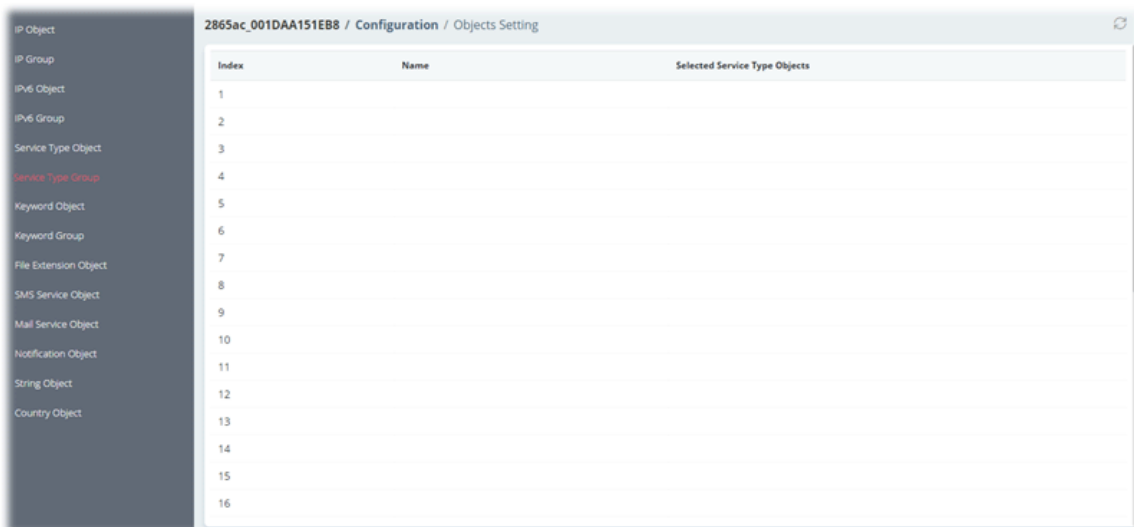 IP Object
IP Group
IPv6 Object
IPv6 Group
Service Type Object
Service Type Group
Keyword Object
Keyword Group
File Extension Object
SMS Service Object
Mail Service Object
Notification Object
String Object
Country Object
2865ac_001DAA151EB8 / Configuration / Objects Setting
Index Name Selected Service Type Objects
1
2
3
4
5
6
7
8
9
10
11
12
13
14
15
16